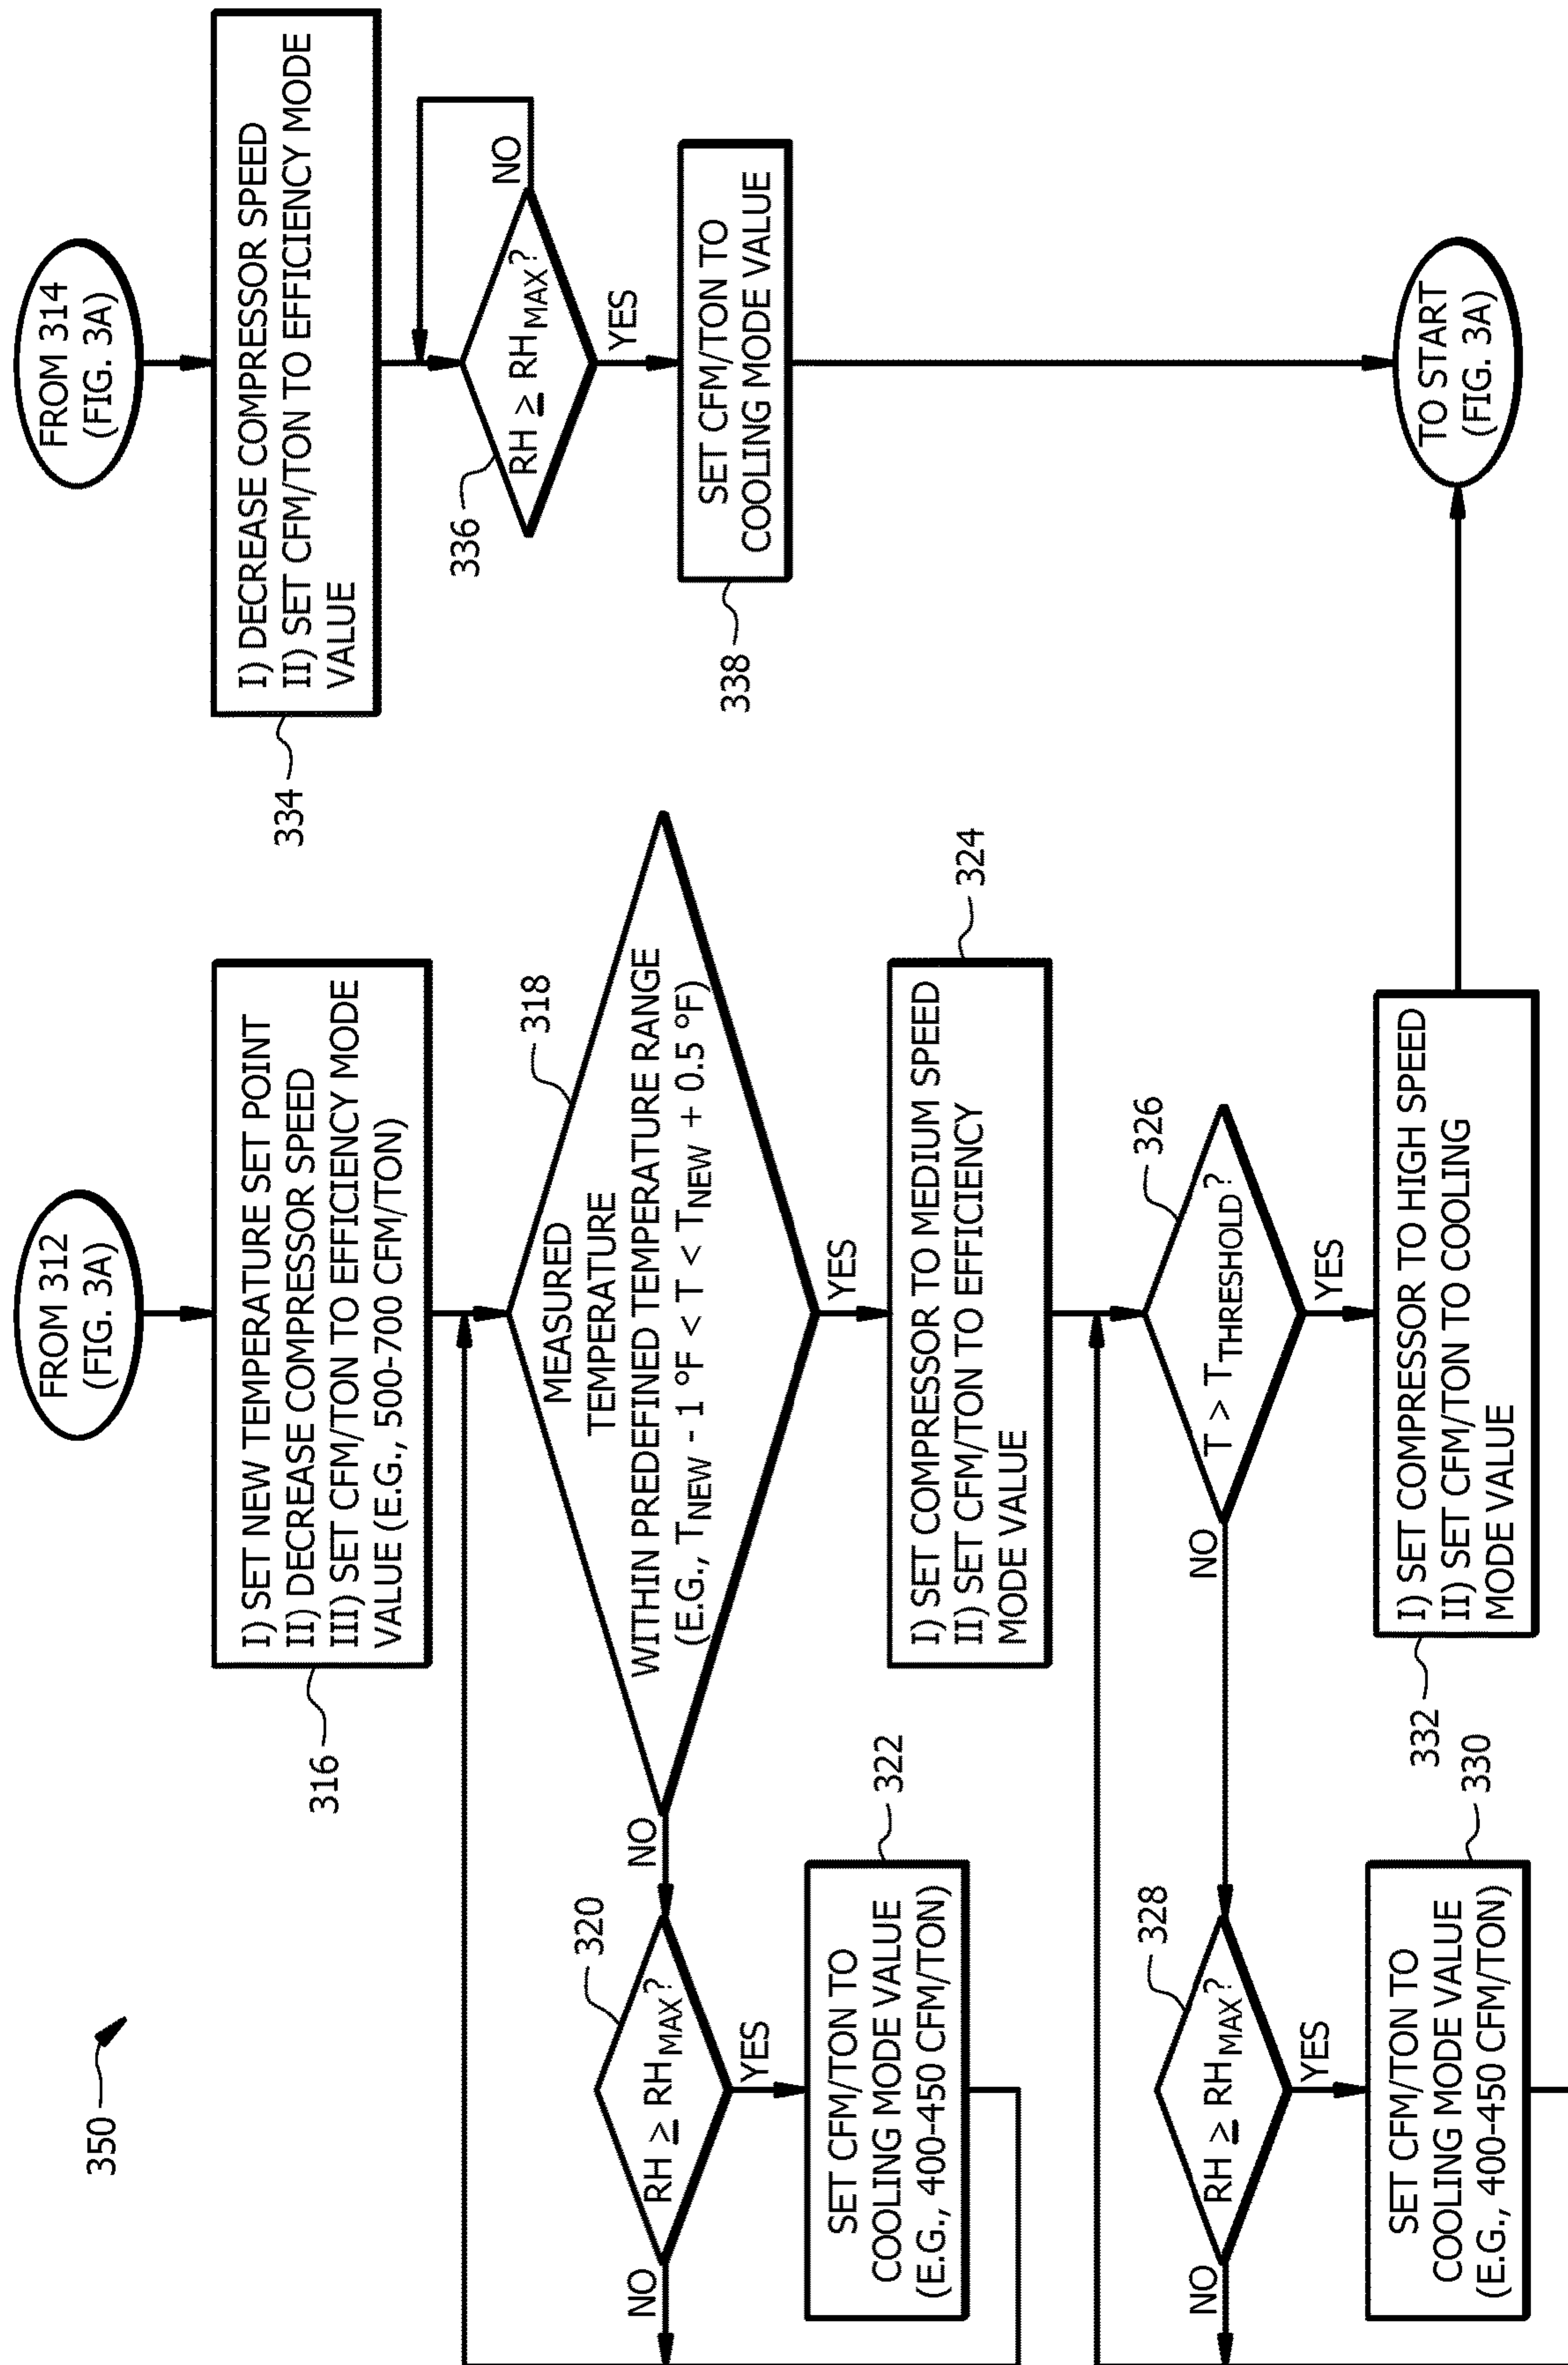 350
FROM 312
(FIG. 3A)
316
I) SET NEW TEMPERATURE SET POINT
II) DECREASE COMPRESSOR SPEED
III) SET CFM/TON TO EFFICIENCY MODE
VALUE (E.G., 500-700 CFM/TON)
318
MEASURED
TEMPERATURE
WITHIN PREDEFINED TEMPERATURE RANGE
(E.G., TNEW - 1 °F < T < TNEW + 0.5 °F)
NO
YES
320
RH ≥ RHMAX?
NO
YES
322
SET CFM/TON TO
COOLING MODE VALUE
(E.G., 400-450 CFM/TON)
324
I) SET COMPRESSOR TO MEDIUM SPEED
II) SET CFM/TON TO EFFICIENCY
MODE VALUE
326
T > TTHRESHOLD?
NO
YES
328
RH ≥ RHMAX?
NO
YES
330
SET CFM/TON TO
COOLING MODE VALUE
(E.G., 400-450 CFM/TON)
332
I) SET COMPRESSOR TO HIGH SPEED
II) SET CFM/TON TO COOLING
MODE VALUE
FROM 314
(FIG. 3A)
334
I) DECREASE COMPRESSOR SPEED
II) SET CFM/TON TO EFFICIENCY MODE
VALUE
336
RH ≥ RHMAX?
NO
YES
338
SET CFM/TON TO
COOLING MODE VALUE
TO START
(FIG. 3A)